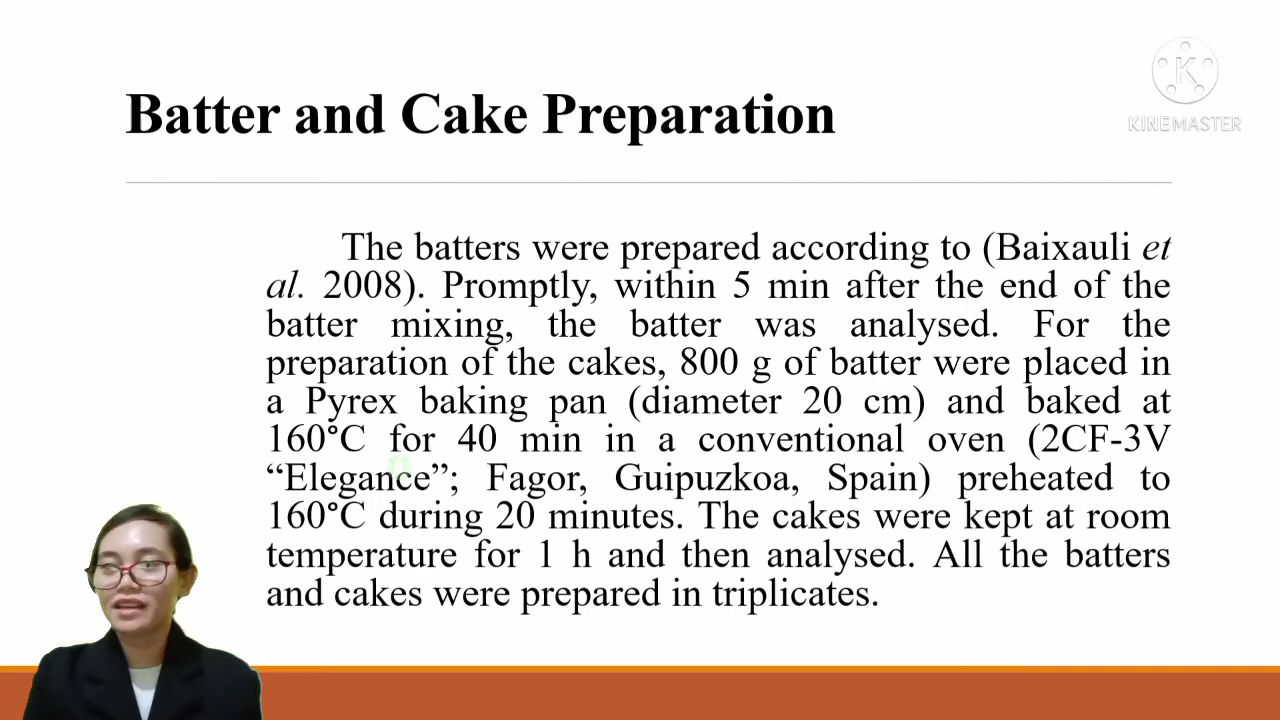 KINEMASTER
Batter and Cake Preparation
The batters were prepared according to (Baixauli et
al. 2008). Promptly, within 5 min after the end of the
batter mixing, the batter was analysed. For the
preparation of the cakes, 800 g of batter were placed in
a Pyrex baking pan (diameter 20 cm) and baked at
160°C for 40 min in a conventional oven (2CF-3V
“Elegance”; Fagor, Guipuzkoa, Spain) preheated to
160°C during 20 minutes. The cakes were kept at room
temperature for 1 h and then analysed. All the batters
and cakes were prepared in triplicates.